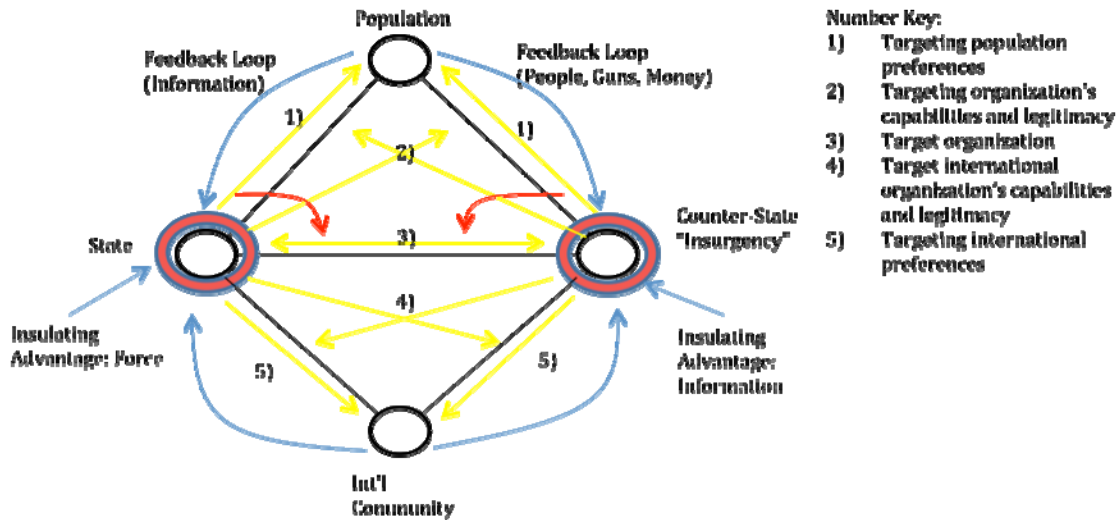 Population
Feedback Loop
(Information)
Feedback Loop
(People, Guns, Money)
1)
1)
2)
State
3)
Counter-State
"Insurgency"
4)
Insulating
Advantage: Force
5)
5)
Insulating
Advantage:
Information
Int'l
Community
Number Key:
1) Targeting population
preferences
2) Targeting organization's
capabilities and legitimacy
3) Target organization
4) Target international
organization's capabilities
and legitimacy
5) Targeting international
preferences